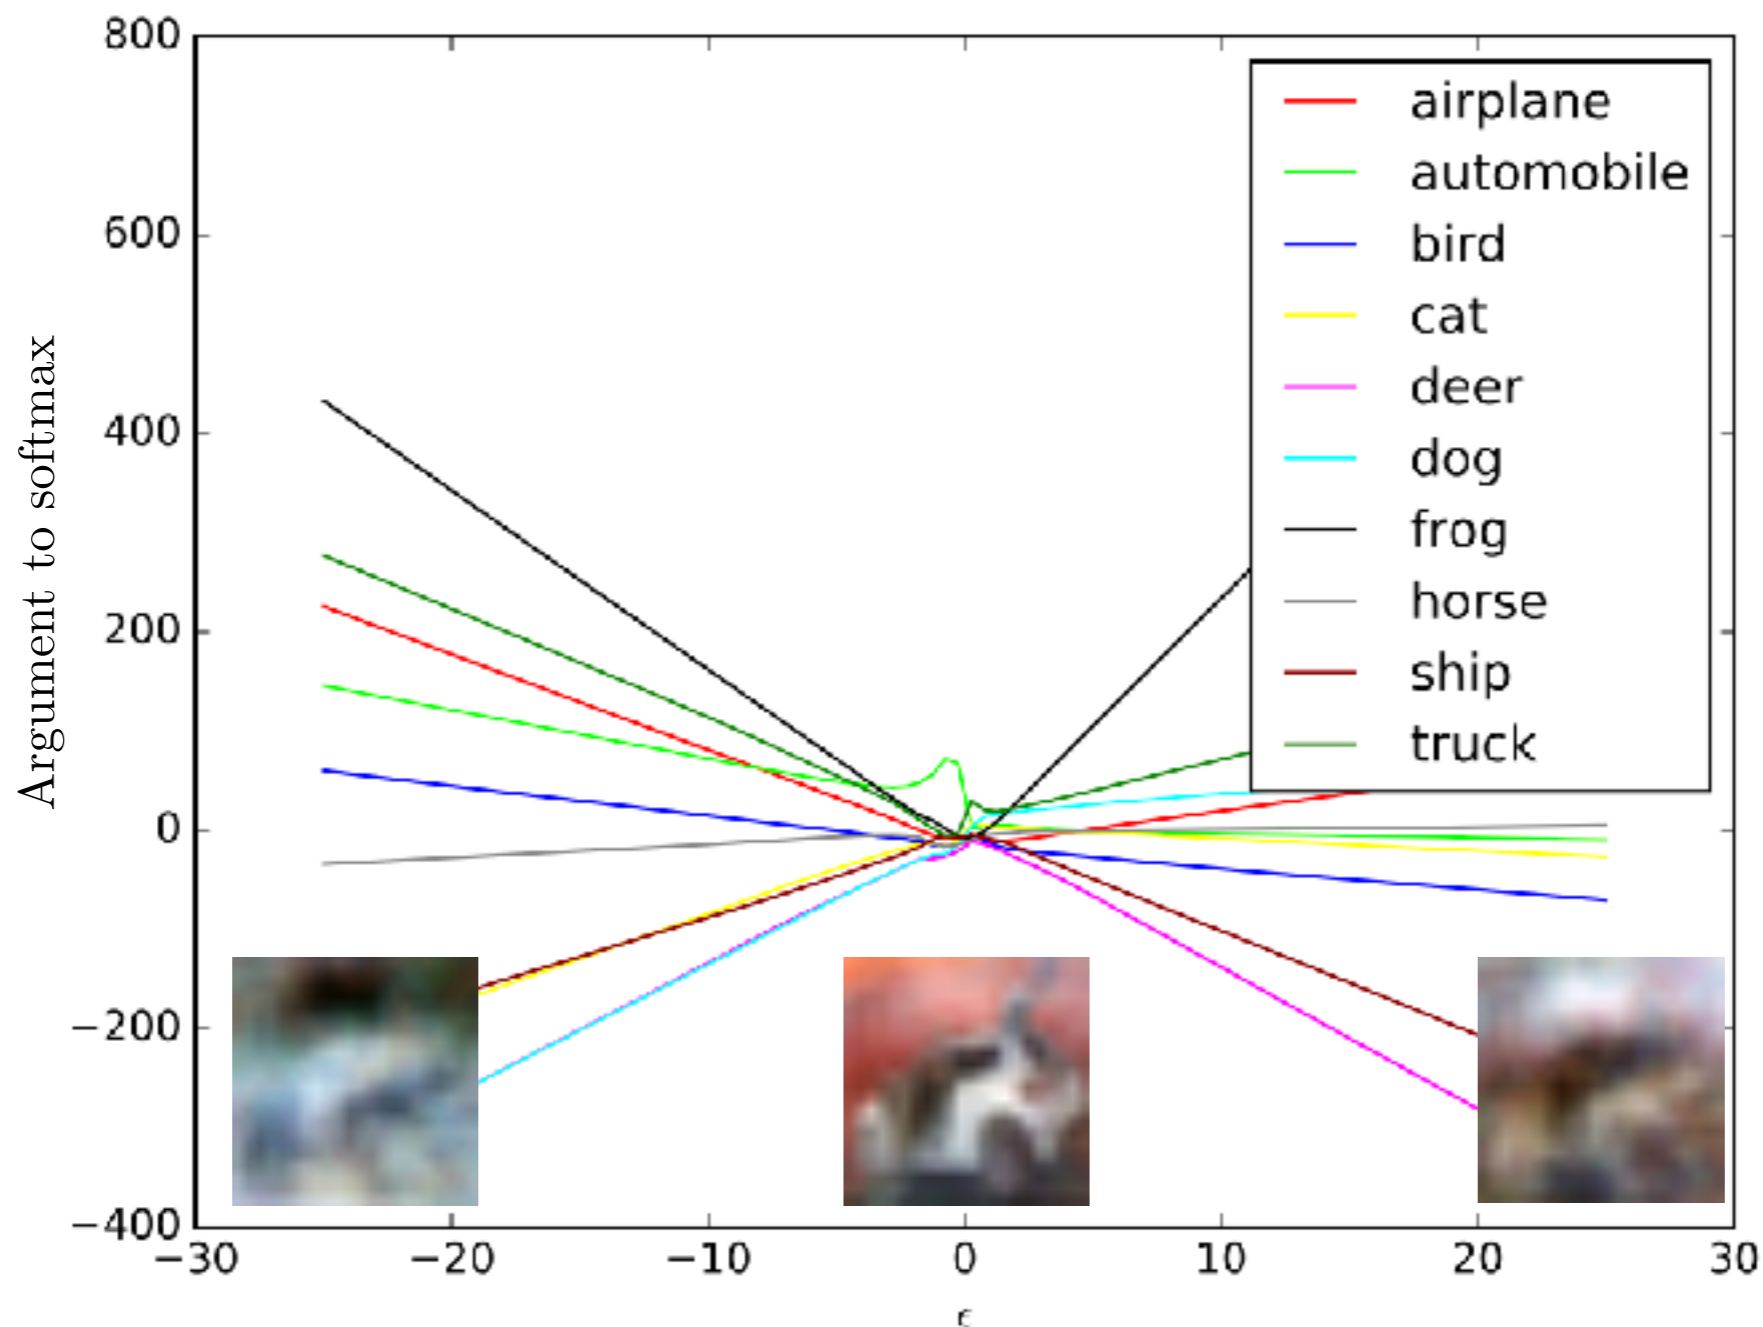 800
600
400
200
0
−200
−400
−30 −20 −10 0 10 20 30
Argument to softmax
ϵ
airplane
automobile
bird
cat
deer
dog
frog
horse
ship
truck